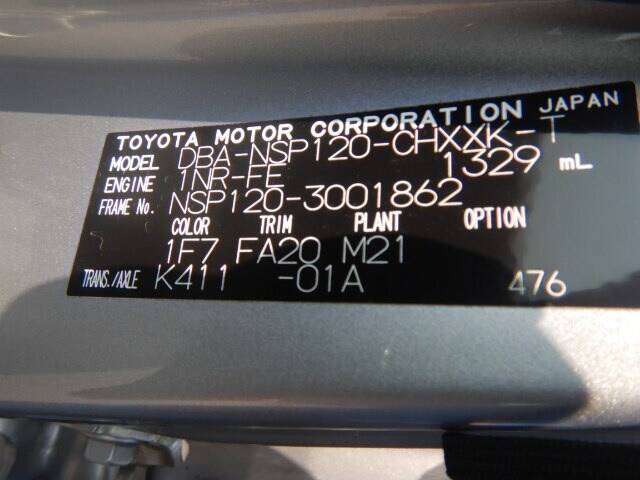 TOYOTA MOTOR CORPORATION JAPAN
MODEL DBA-NSP120-CHXXK-T
ENGINE 1NR-FE 1329 mL
FRAME No. NSP120-3001862
COLOR TRIM PLANT OPTION
1F7 FA20 M21
TRANS./AXLE K411 -01A 476